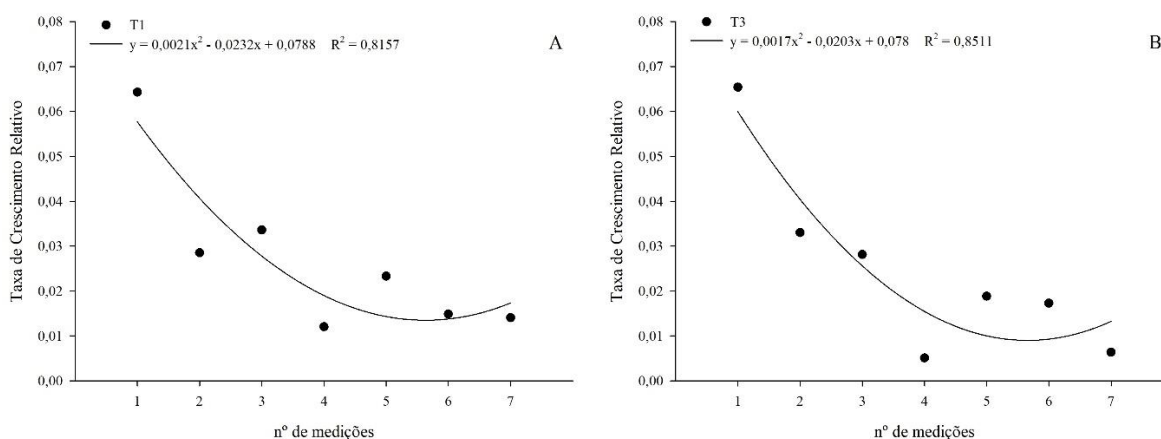 T1
y = 0,0021x² - 0,0232x + 0,0788 R² = 0,8157
A
Taxa de Crescimento Relativo
0,08
0,07
0,06
0,05
0,04
0,03
0,02
0,01
0,00
1 2 3 4 5 6 7
nº de medições
T3
y = 0,0017x² - 0,0203x + 0,078 R² = 0,8511
B
Taxa de Crescimento Relativo
0,08
0,07
0,06
0,05
0,04
0,03
0,02
0,01
0,00
1 2 3 4 5 6 7
nº de medições